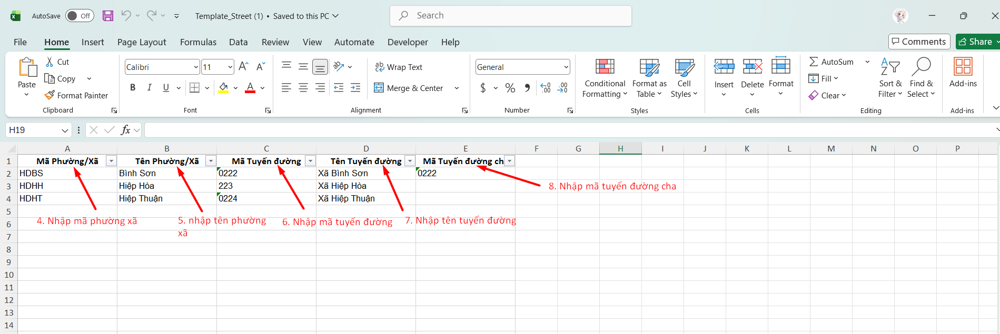 AutoSave Off Template_Street (1) • Saved to this PC Search
File Home Insert Page Layout Formulas Data Review View Automate Developer Help Comments Share
Paste Cut Copy Format Painter Clipboard
Calibri 11 A A B I U A Font
ab Wrap Text Merge & Center Alignment
General $ % 9 .00 .00 Number
Conditional Formatting Format as Table Cell Styles Styles
Insert Delete Format Cells
AutoSum Fill Clear Sort & Filter Find & Select Editing
Add-ins Add-ins
H19 fx
A B C D E F G H I J K L M N O P
1 Mã Phường/Xã Tên Phường/Xã Mã Tuyến đường Tên Tuyến đường Mã Tuyến đường ch
2 HDBS Bình Sơn 0222 Xã Bình Sơn 0222
3 HDHH Hiệp Hòa 223 Xã Hiệp Hòa
8. Nhập mã tuyến đường cha
4 HDHT Hiệp Thuận 0224 Xã Hiệp Thuận
5
4. Nhập mã phường xã
5. nhập tên phường
xã
6. Nhập mã tuyến đường
7. Nhập tên tuyến đường
6
7
8
9
10
11
12
13
14